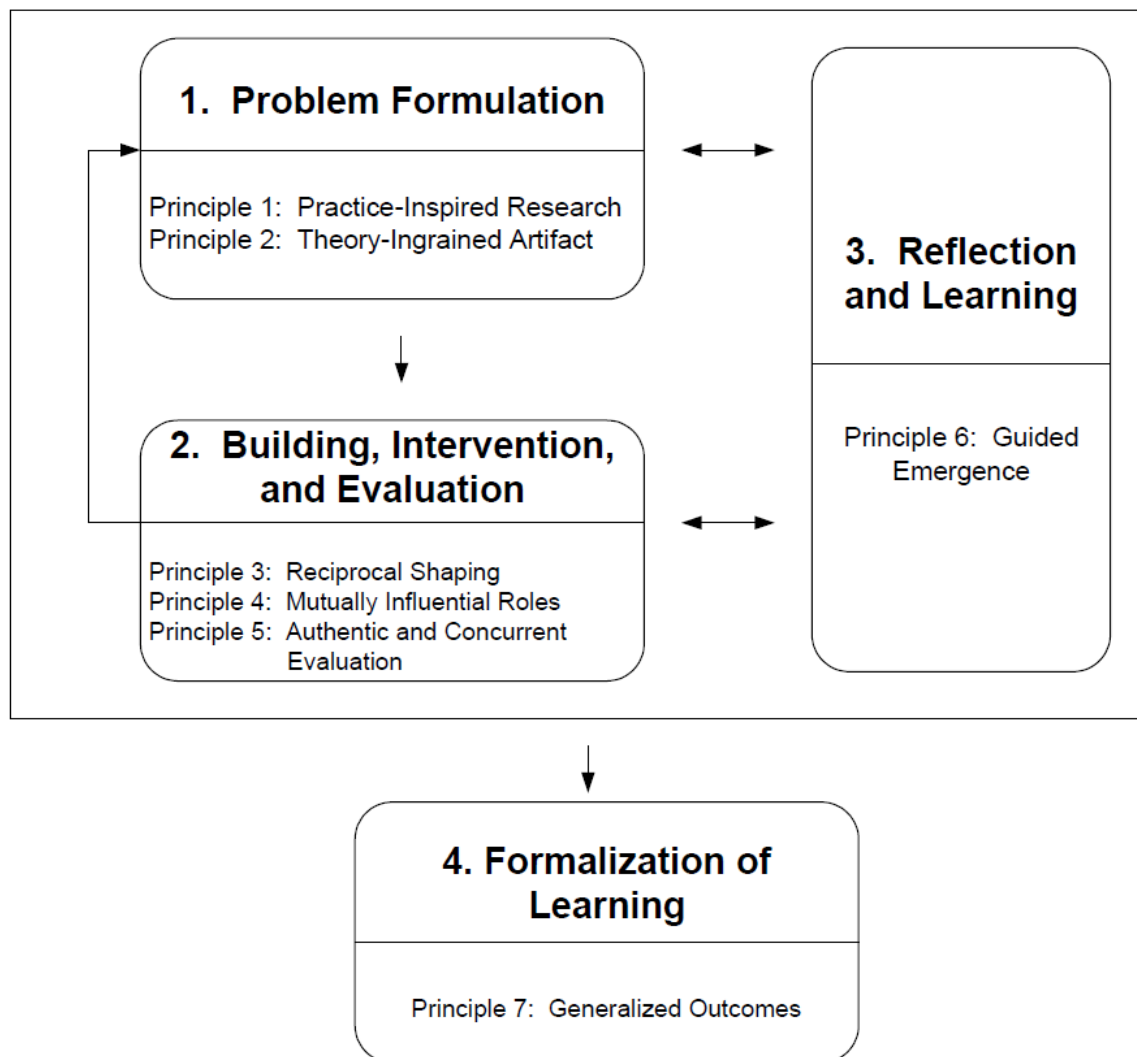 1. Problem Formulation
Principle 1: Practice-Inspired Research
Principle 2: Theory-Ingrained Artifact
2. Building, Intervention,
and Evaluation
Principle 3: Reciprocal Shaping
Principle 4: Mutually Influential Roles
Principle 5: Authentic and Concurrent
Evaluation
3. Reflection
and Learning
Principle 6: Guided
Emergence
4. Formalization of
Learning
Principle 7: Generalized Outcomes